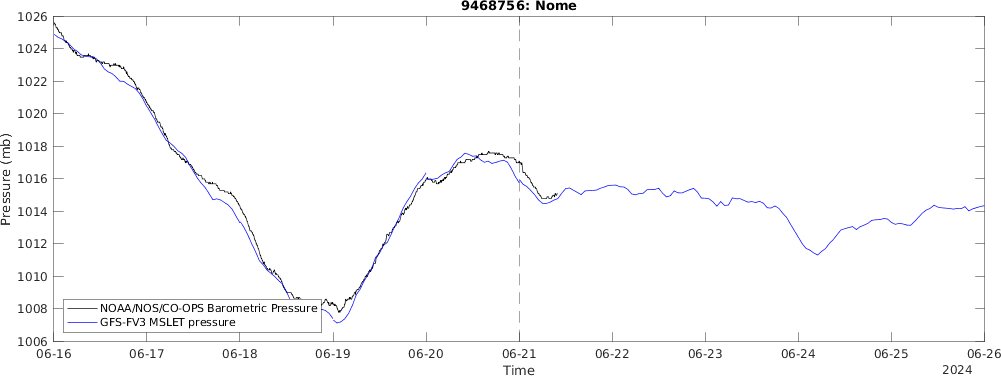 9468756: Nome
1026
1024
1022
1020
1018
1016
1014
1012
1010
1008
1006
Pressure (mb)
NOAA/NOS/CO-OPS Barometric Pressure
GFS-FV3 MSLET pressure
06-16 06-17 06-18 06-19 06-20 06-21 06-22 06-23 06-24 06-25 06-26
Time
2024